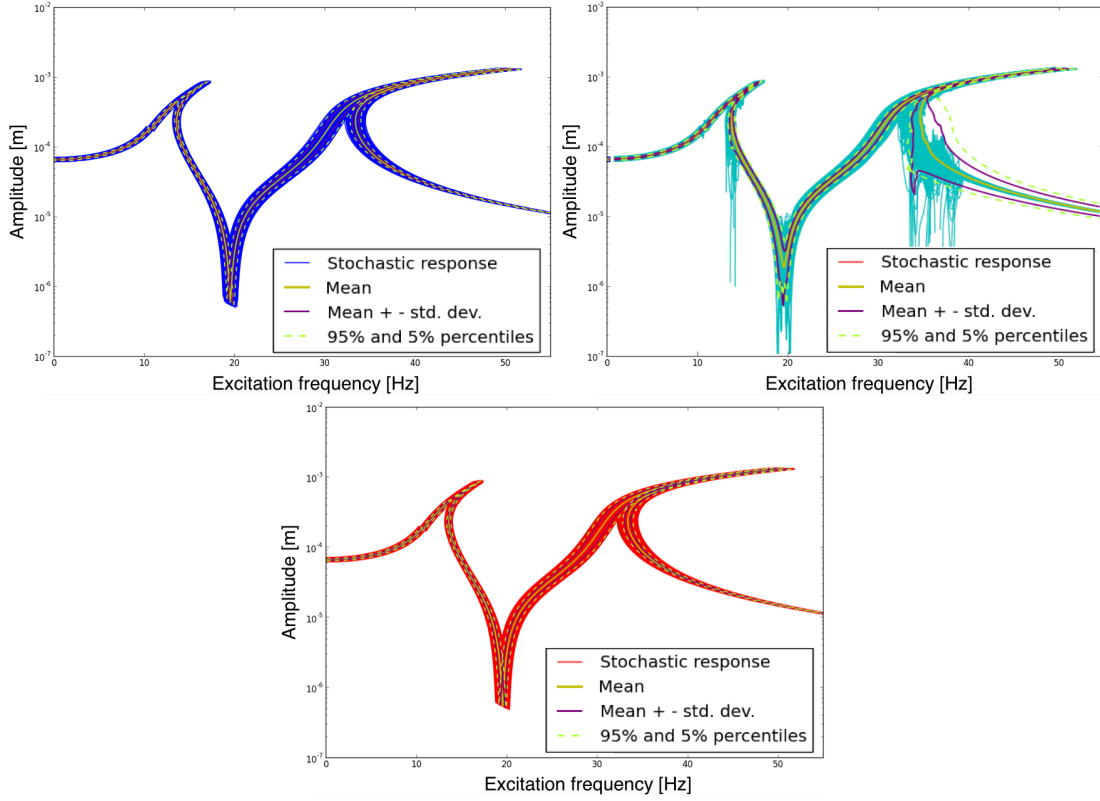 10⁻²
10⁻³
10⁻⁴
10⁻⁵
10⁻⁶
10⁻⁷
Amplitude [m]
Stochastic response
Mean
Mean + - std. dev.
95% and 5% percentiles
0 10 20 30 40 50
Excitation frequency [Hz]
10⁻²
10⁻³
10⁻⁴
10⁻⁵
10⁻⁶
10⁻⁷
Amplitude [m]
Stochastic response
Mean
Mean + - std. dev.
95% and 5% percentiles
0 10 20 30 40 50
Excitation frequency [Hz]
10⁻²
10⁻³
10⁻⁴
10⁻⁵
10⁻⁶
10⁻⁷
Amplitude [m]
Stochastic response
Mean
Mean + - std. dev.
95% and 5% percentiles
0 10 20 30 40 50
Excitation frequency [Hz]